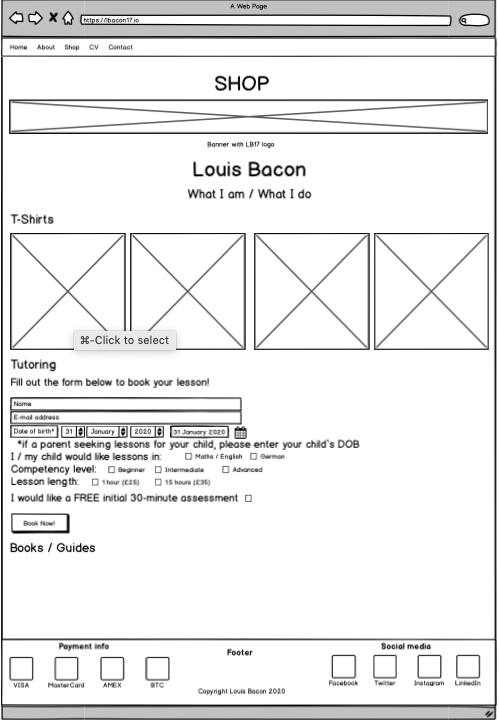 A Web Page
https://lbacon17.io
Home About Shop CV Contact
SHOP
Banner with LB17 logo
Louis Bacon
What I am / What I do
T-Shirts
⌘-Click to select
Tutoring
Fill out the form below to book your lesson!
Name
E-mail address
Date of birth* 31 January 2020 31 January 2020
*if a parent seeking lessons for your child, please enter your child's DOB
I / my child would like lessons in: Maths / English German
Competency level: Beginner Intermediate Advanced
Lesson length: 1 hour (£25) 1.5 hours (£35)
I would like a FREE initial 30-minute assessment
Book Now!
Books / Guides
Payment info Footer Social media
VISA MasterCard AMEX BTC Facebook Twitter Instagram LinkedIn
Copyright Louis Bacon 2020